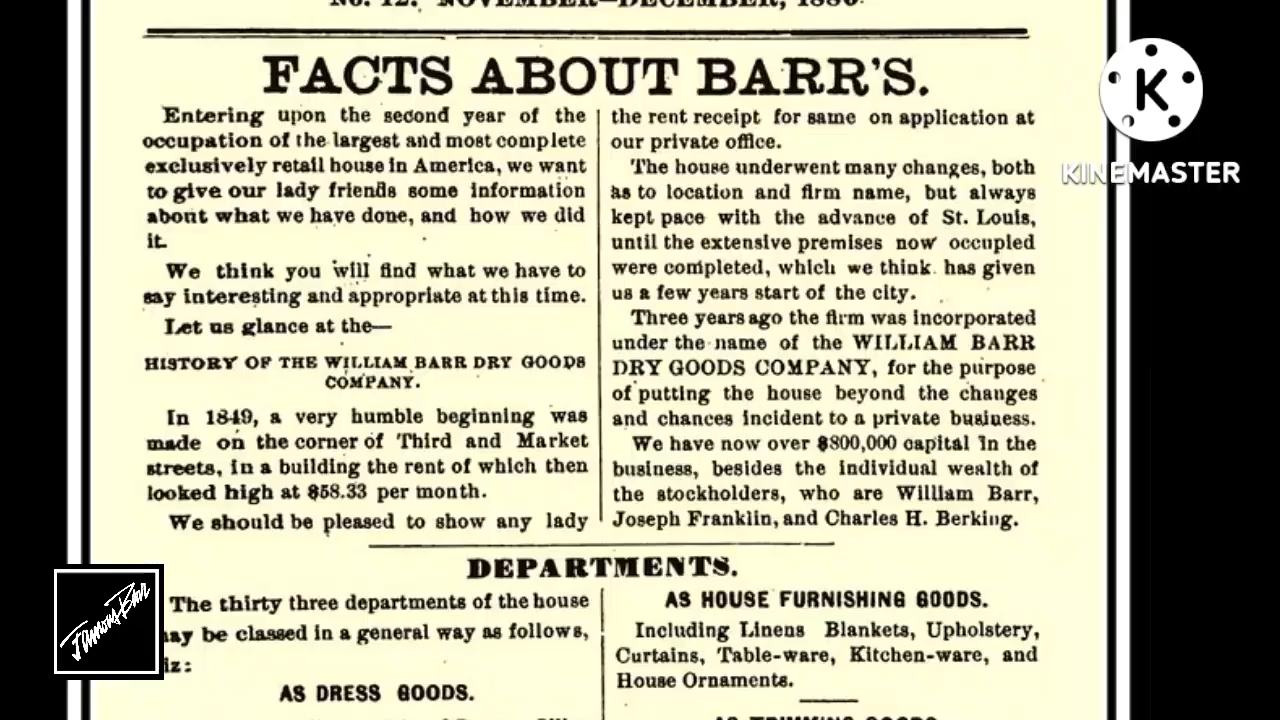 No. 12. NOVEMBER—DECEMBER,
FACTS ABOUT BARR'S.
Entering upon the second year of the
occupation of the largest and most complete
exclusively retail house in America, we want
to give our lady friends some information
about what we have done, and how we did
it.
We think you will find what we have to
say interesting and appropriate at this time.
Let us glance at the—
HISTORY OF THE WILLIAM BARR DRY GOODS
COMPANY.
In 1849, a very humble beginning was
made on the corner of Third and Market
streets, in a building the rent of which then
looked high at $58.33 per month.
We should be pleased to show any lady
the rent receipt for same on application at
our private office.
The house underwent many changes, both
as to location and firm name, but always
kept pace with the advance of St. Louis,
until the extensive premises now occupied
were completed, which we think has given
us a few years start of the city.
Three years ago the firm was incorporated
under the name of the WILLIAM BARR
DRY GOODS COMPANY, for the purpose
of putting the house beyond the changes
and chances incident to a private business.
We have now over $800,000 capital in the
business, besides the individual wealth of
the stockholders, who are William Barr,
Joseph Franklin, and Charles H. Berking.
DEPARTMENTS.
The thirty three departments of the house
ay be classed in a general way as follows,
iz:
AS DRESS GOODS.
AS HOUSE FURNISHING GOODS.
Including Linens Blankets, Upholstery,
Curtains, Table-ware, Kitchen-ware, and
House Ornaments.
AS TRIMMING GOODS
K
KINEMASTER
Famous-Barr